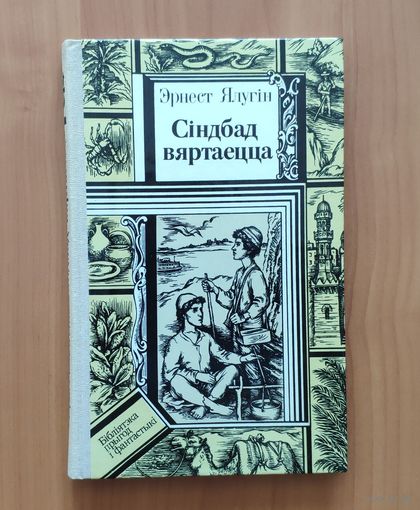 Эрнест Ялугін
Сіндбад
вяртаецца
Бібліятэка
прыгод
і фантастыкі